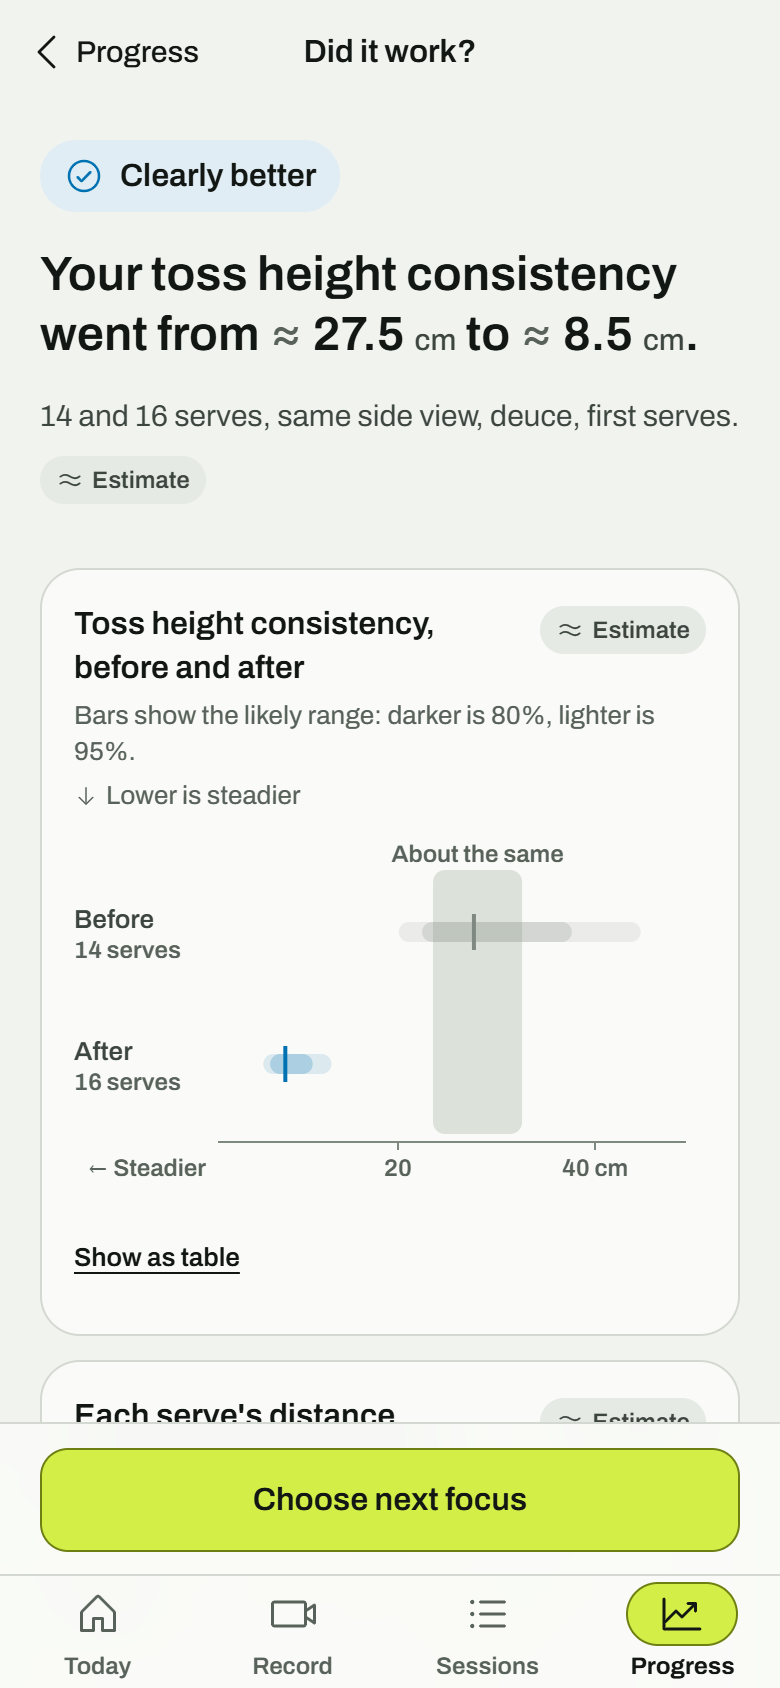 Progress
Did it work?
Clearly better
Your toss height consistency
went from ≈ 27.5 cm to ≈ 8.5 cm.
14 and 16 serves, same side view, deuce, first serves.
≈ Estimate
Toss height consistency,
before and after
≈ Estimate
Bars show the likely range: darker is 80%, lighter is
95%.
↓ Lower is steadier
About the same
Before
14 serves
After
16 serves
← Steadier
20
40 cm
Show as table
Each serve's distance
≈ Estimate
Choose next focus
Today
Record
Sessions
Progress